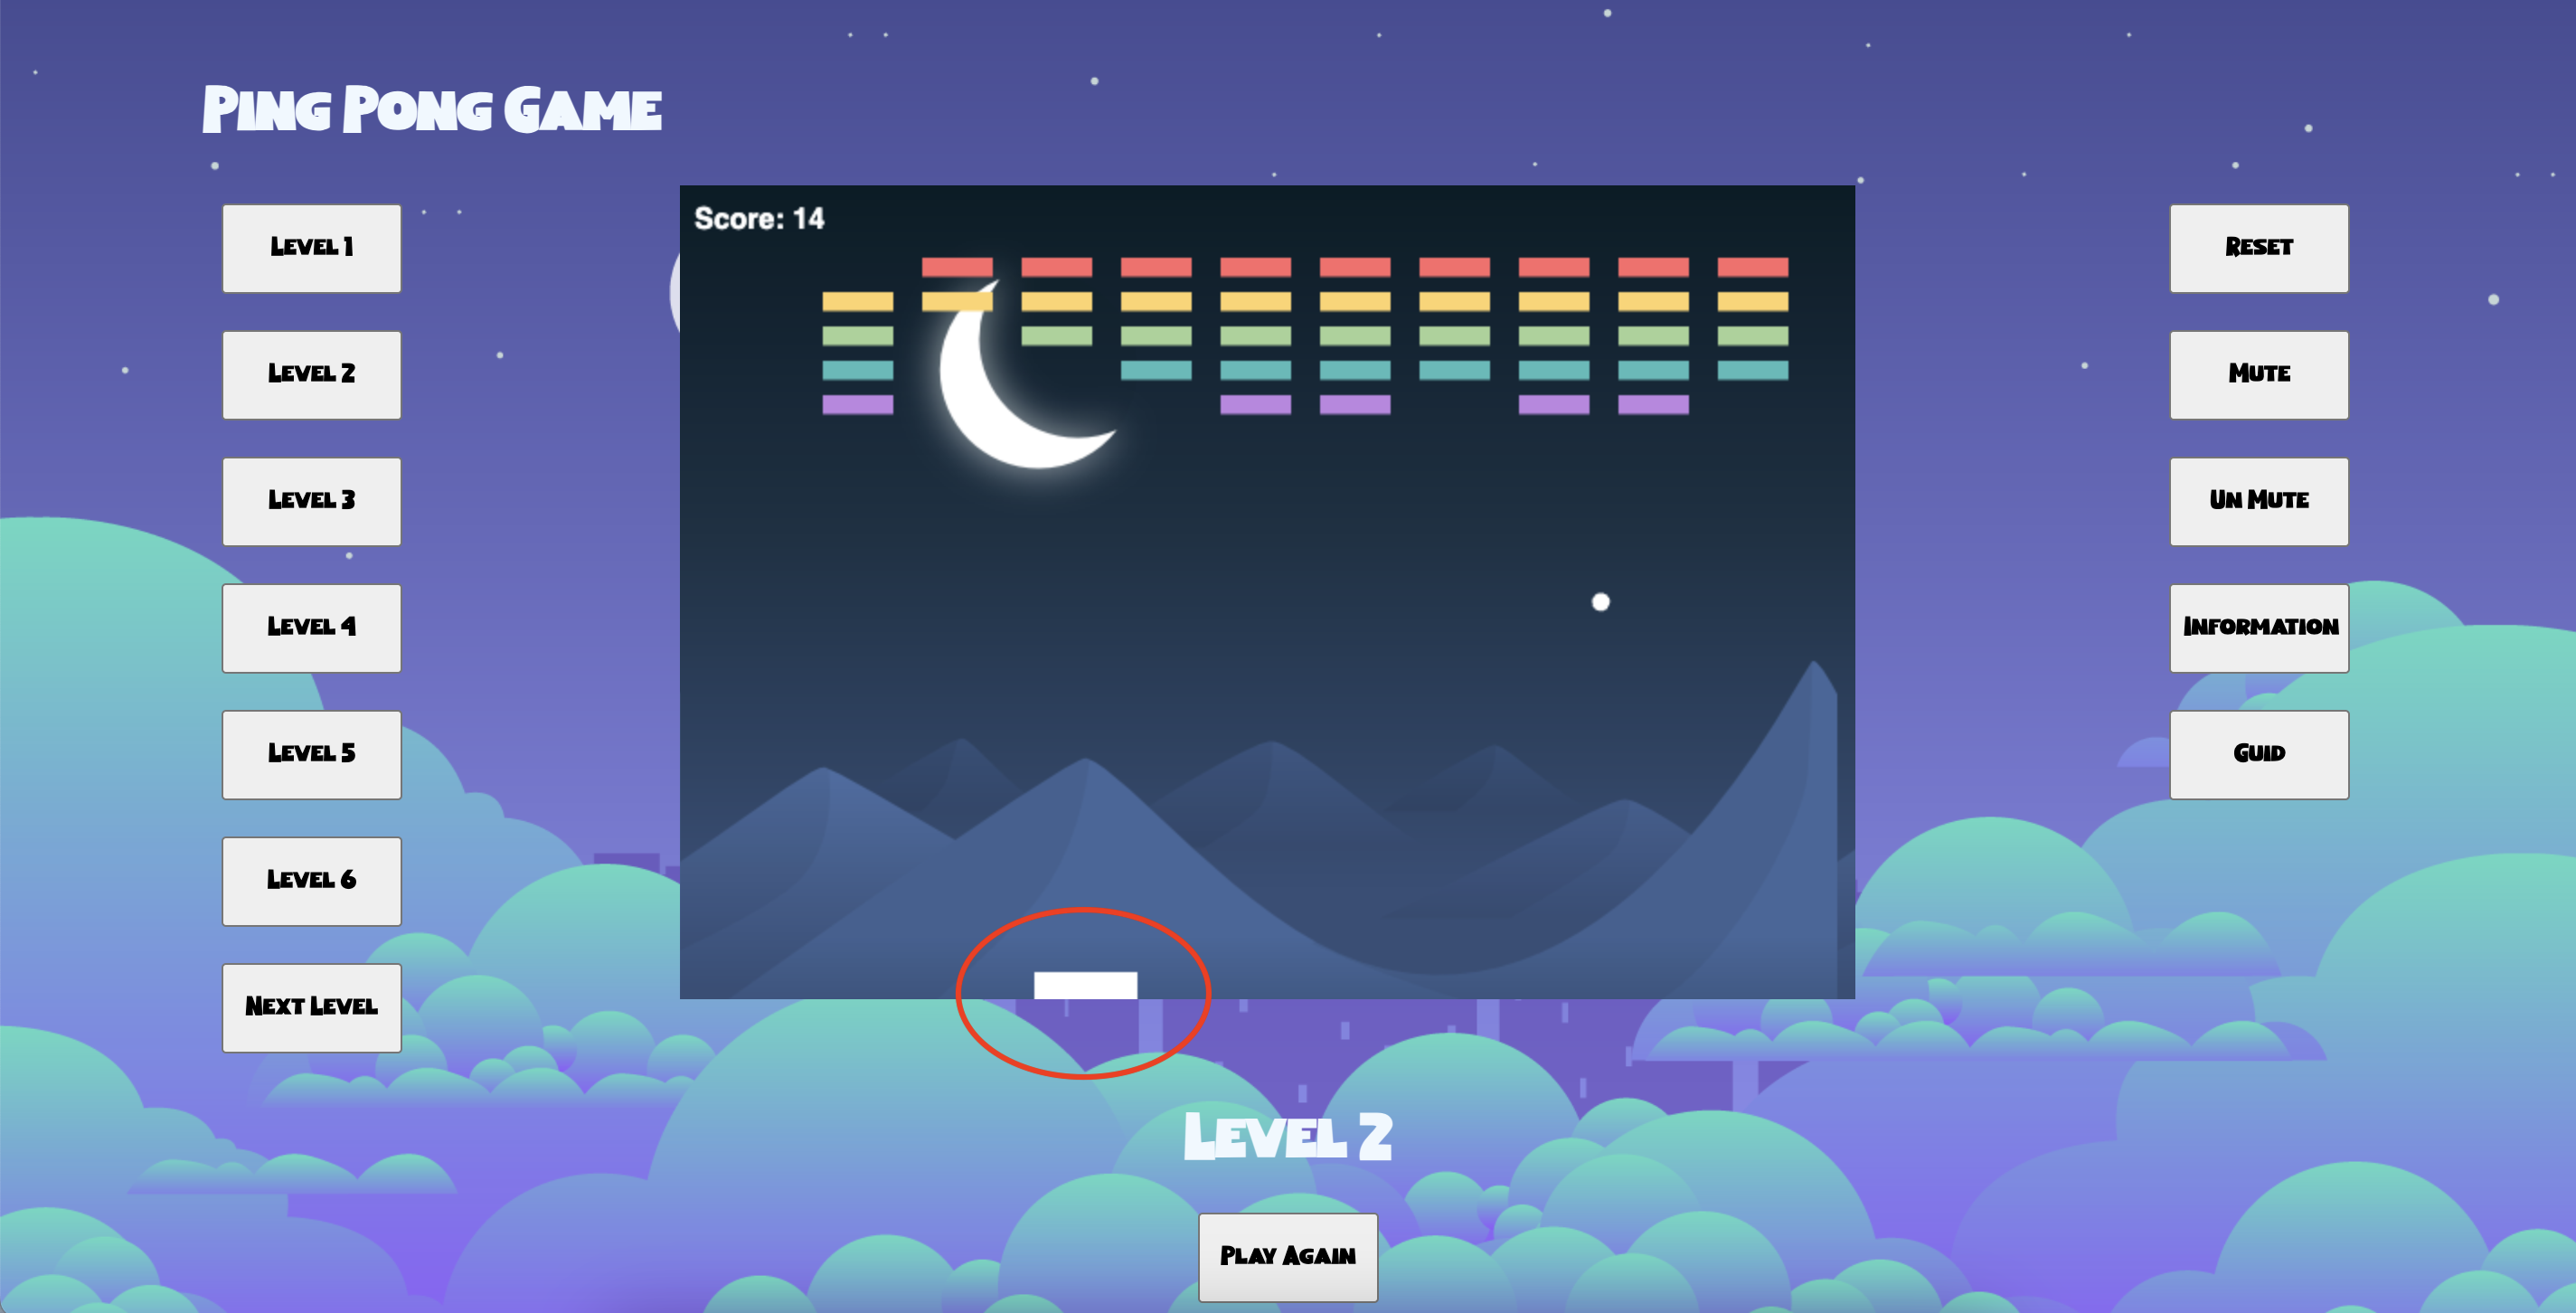 Ping Pong Game
Score: 14
Level 1
Level 2
Level 3
Level 4
Level 5
Level 6
Next Level
Reset
Mute
Un Mute
Information
Guid
Level 2
Play Again